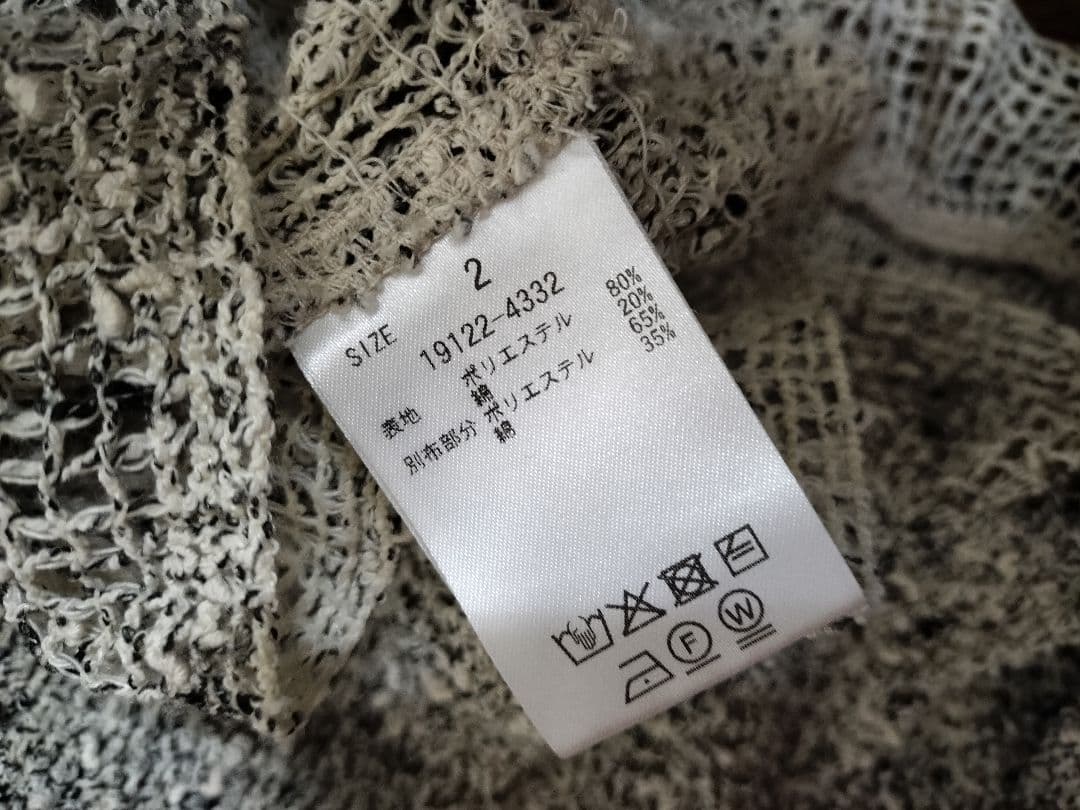 SIZE 2
19122-4332
表地 ポリエステル 80%
綿 20%
別布部分 ポリエステル 65%
綿 35%
F W